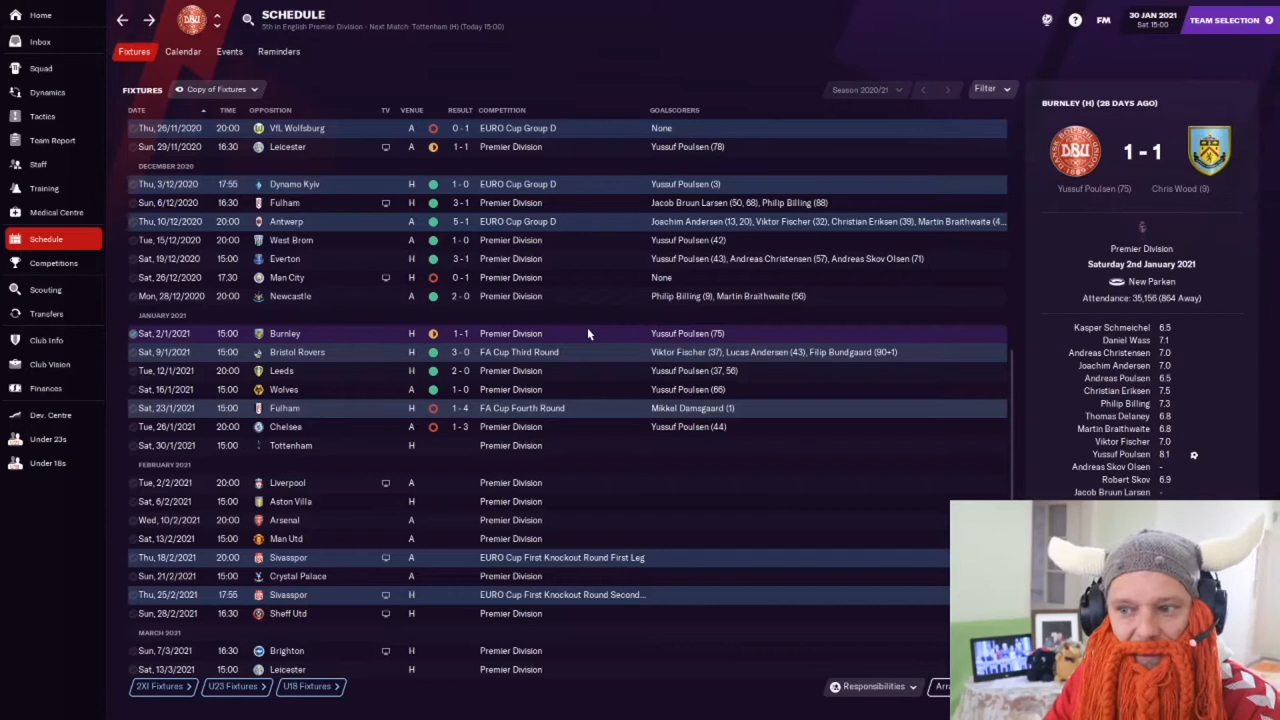 Home
Inbox
Squad
Dynamics
Tactics
Team Report
Staff
Training
Medical Centre
Schedule
Competitions
Scouting
Transfers
Club Info
Club Vision
Finances
Dev. Centre
Under 23s
Under 18s
DBU
SCHEDULE
5th in English Premier Division - Next Match: Tottenham (H) (Today 15:00)
? FM 30 JAN 2021
Sat 15:00
TEAM SELECTION
Fixtures Calendar Events Reminders
FIXTURES Copy of Fixtures Season 2020/21 Filter
DATE TIME OPPOSITION TV VENUE RESULT COMPETITION GOALSCORERS
Thu, 26/11/2020 20:00 VfL Wolfsburg A 0 - 1 EURO Cup Group D None
Sun, 29/11/2020 16:30 Leicester A 1 - 1 Premier Division Yussuf Poulsen (78)
DECEMBER 2020
Thu, 3/12/2020 17:55 Dynamo Kyiv H 1 - 0 EURO Cup Group D Yussuf Poulsen (3)
Sun, 6/12/2020 16:30 Fulham H 3 - 1 Premier Division Jacob Bruun Larsen (50, 68), Philip Billing (88)
Thu, 10/12/2020 20:00 Antwerp A 5 - 1 EURO Cup Group D Joachim Andersen (13, 20), Viktor Fischer (32), Christian Eriksen (39), Martin Braithwaite (4...
Tue, 15/12/2020 20:00 West Brom A 1 - 0 Premier Division Yussuf Poulsen (42)
Sat, 19/12/2020 15:00 Everton H 3 - 1 Premier Division Yussuf Poulsen (43), Andreas Christensen (57), Andreas Skov Olsen (71)
Sat, 26/12/2020 17:30 Man City H 0 - 1 Premier Division None
Mon, 28/12/2020 20:00 Newcastle A 2 - 0 Premier Division Philip Billing (9), Martin Braithwaite (56)
JANUARY 2021
Sat, 2/1/2021 15:00 Burnley H 1 - 1 Premier Division Yussuf Poulsen (75)
Sat, 9/1/2021 15:00 Bristol Rovers H 3 - 0 FA Cup Third Round Viktor Fischer (37), Lucas Andersen (43), Filip Bundgaard (90+1)
Tue, 12/1/2021 20:00 Leeds H 2 - 0 Premier Division Yussuf Poulsen (37, 56)
Sat, 16/1/2021 15:00 Wolves A 1 - 0 Premier Division Yussuf Poulsen (66)
Sat, 23/1/2021 15:00 Fulham H 1 - 4 FA Cup Fourth Round Mikkel Damsgaard (1)
Tue, 26/1/2021 20:00 Chelsea A 1 - 3 Premier Division Yussuf Poulsen (44)
Sat, 30/1/2021 15:00 Tottenham H Premier Division
FEBRUARY 2021
Tue, 2/2/2021 20:00 Liverpool A Premier Division
Sat, 6/2/2021 15:00 Aston Villa H Premier Division
Wed, 10/2/2021 20:00 Arsenal A Premier Division
Sat, 13/2/2021 15:00 Man Utd A Premier Division
Thu, 18/2/2021 20:00 Sivasspor A EURO Cup First Knockout Round First Leg
Sun, 21/2/2021 15:00 Crystal Palace A Premier Division
Thu, 25/2/2021 17:55 Sivasspor H EURO Cup First Knockout Round Second...
Sun, 28/2/2021 16:30 Sheff Utd H Premier Division
MARCH 2021
Sun, 7/3/2021 16:30 Brighton H Premier Division
Sat, 13/3/2021 15:00 Leicester H Premier Division
2XI Fixtures U23 Fixtures U18 Fixtures Responsibilities
BURNLEY (H) (28 DAYS AGO)
DBU 1 - 1
Yussuf Poulsen (75) Chris Wood (9)
Premier Division
Saturday 2nd January 2021
New Parken
Attendance: 35,156 (864 Away)
Kasper Schmeichel 6.5
Daniel Wass 7.1
Andreas Christensen 7.0
Joachim Andersen 7.0
Andreas Poulsen 6.5
Christian Eriksen 7.5
Philip Billing 7.3
Thomas Delaney 6.8
Martin Braithwaite 6.8
Viktor Fischer 7.0
Yussuf Poulsen 8.1
Andreas Skov Olsen -
Robert Skov 6.9
Jacob Bruun Larsen -